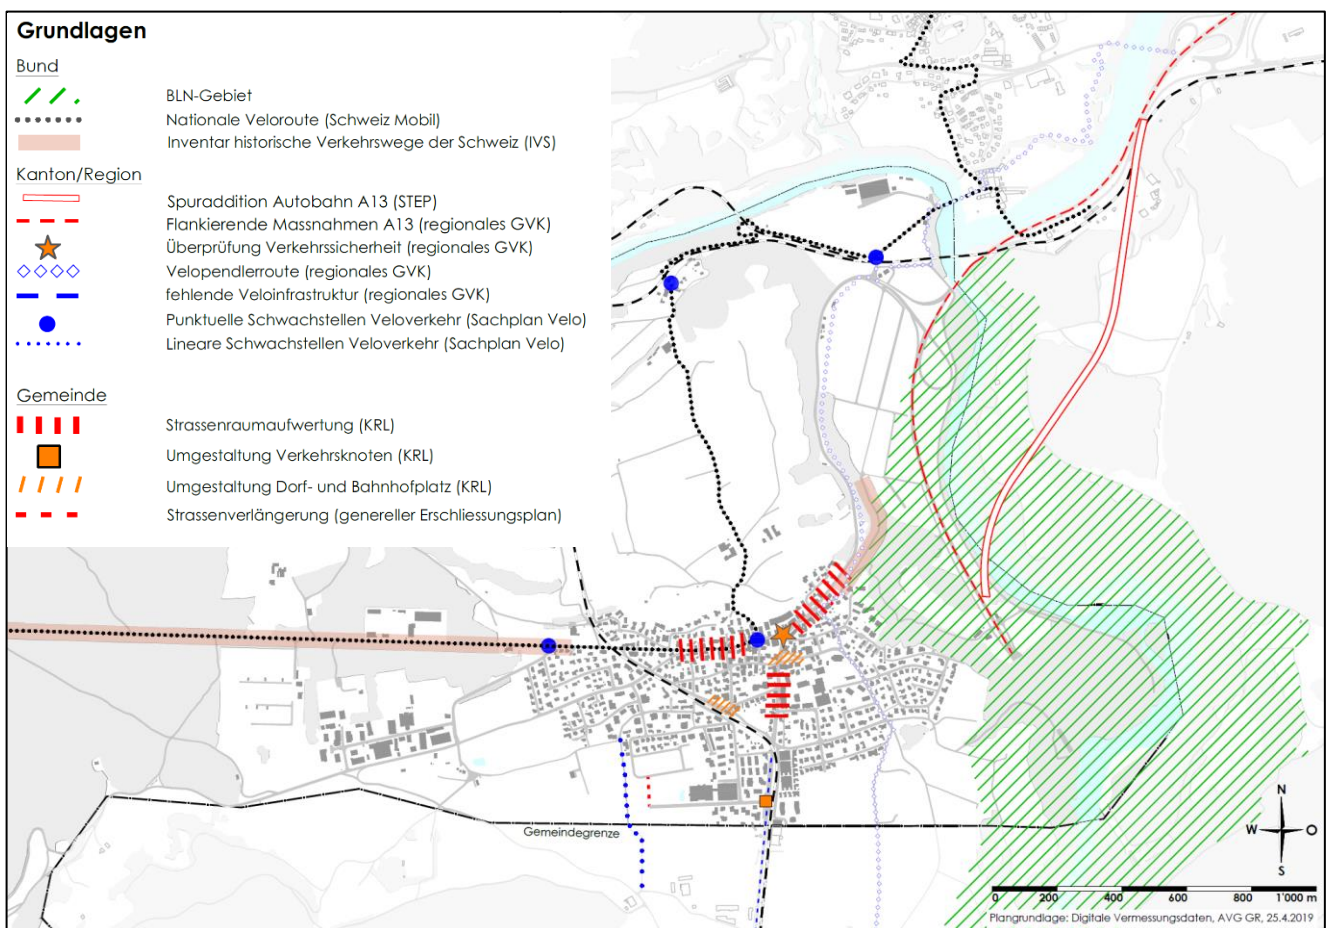 Grundlagen
Bund
BLN-Gebiet
Nationale Veloroute (Schweiz Mobil)
Inventar historische Verkehrswege der Schweiz (IVS)
Kanton/Region
Spuraddition Autobahn A13 (STEP)
Flankierende Massnahmen A13 (regionales GVK)
Überprüfung Verkehrssicherheit (regionales GVK)
Velopendlerroute (regionales GVK)
fehlende Veloinfrastruktur (regionales GVK)
Punktuelle Schwachstellen Veloverkehr (Sachplan Velo)
Lineare Schwachstellen Veloverkehr (Sachplan Velo)
Gemeinde
Strassenraumaufwertung (KRL)
Umgestaltung Verkehrsknoten (KRL)
Umgestaltung Dorf- und Bahnhofplatz (KRL)
Strassenverlängerung (genereller Erschliessungsplan)
Gemeindegrenze
N
W O
S
0 200 400 600 800 1'000 m
Plangrundlage: Digitale Vermessungsdaten, AVG GR, 25.4.2019